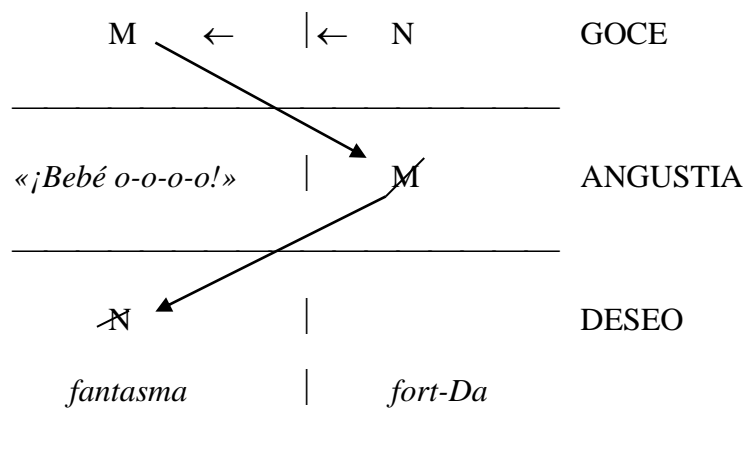 M ← | ← N GOCE
«¡Bebé o-o-o-o!» | M ANGUSTIA
N | DESEO
fantasma | fort-Da